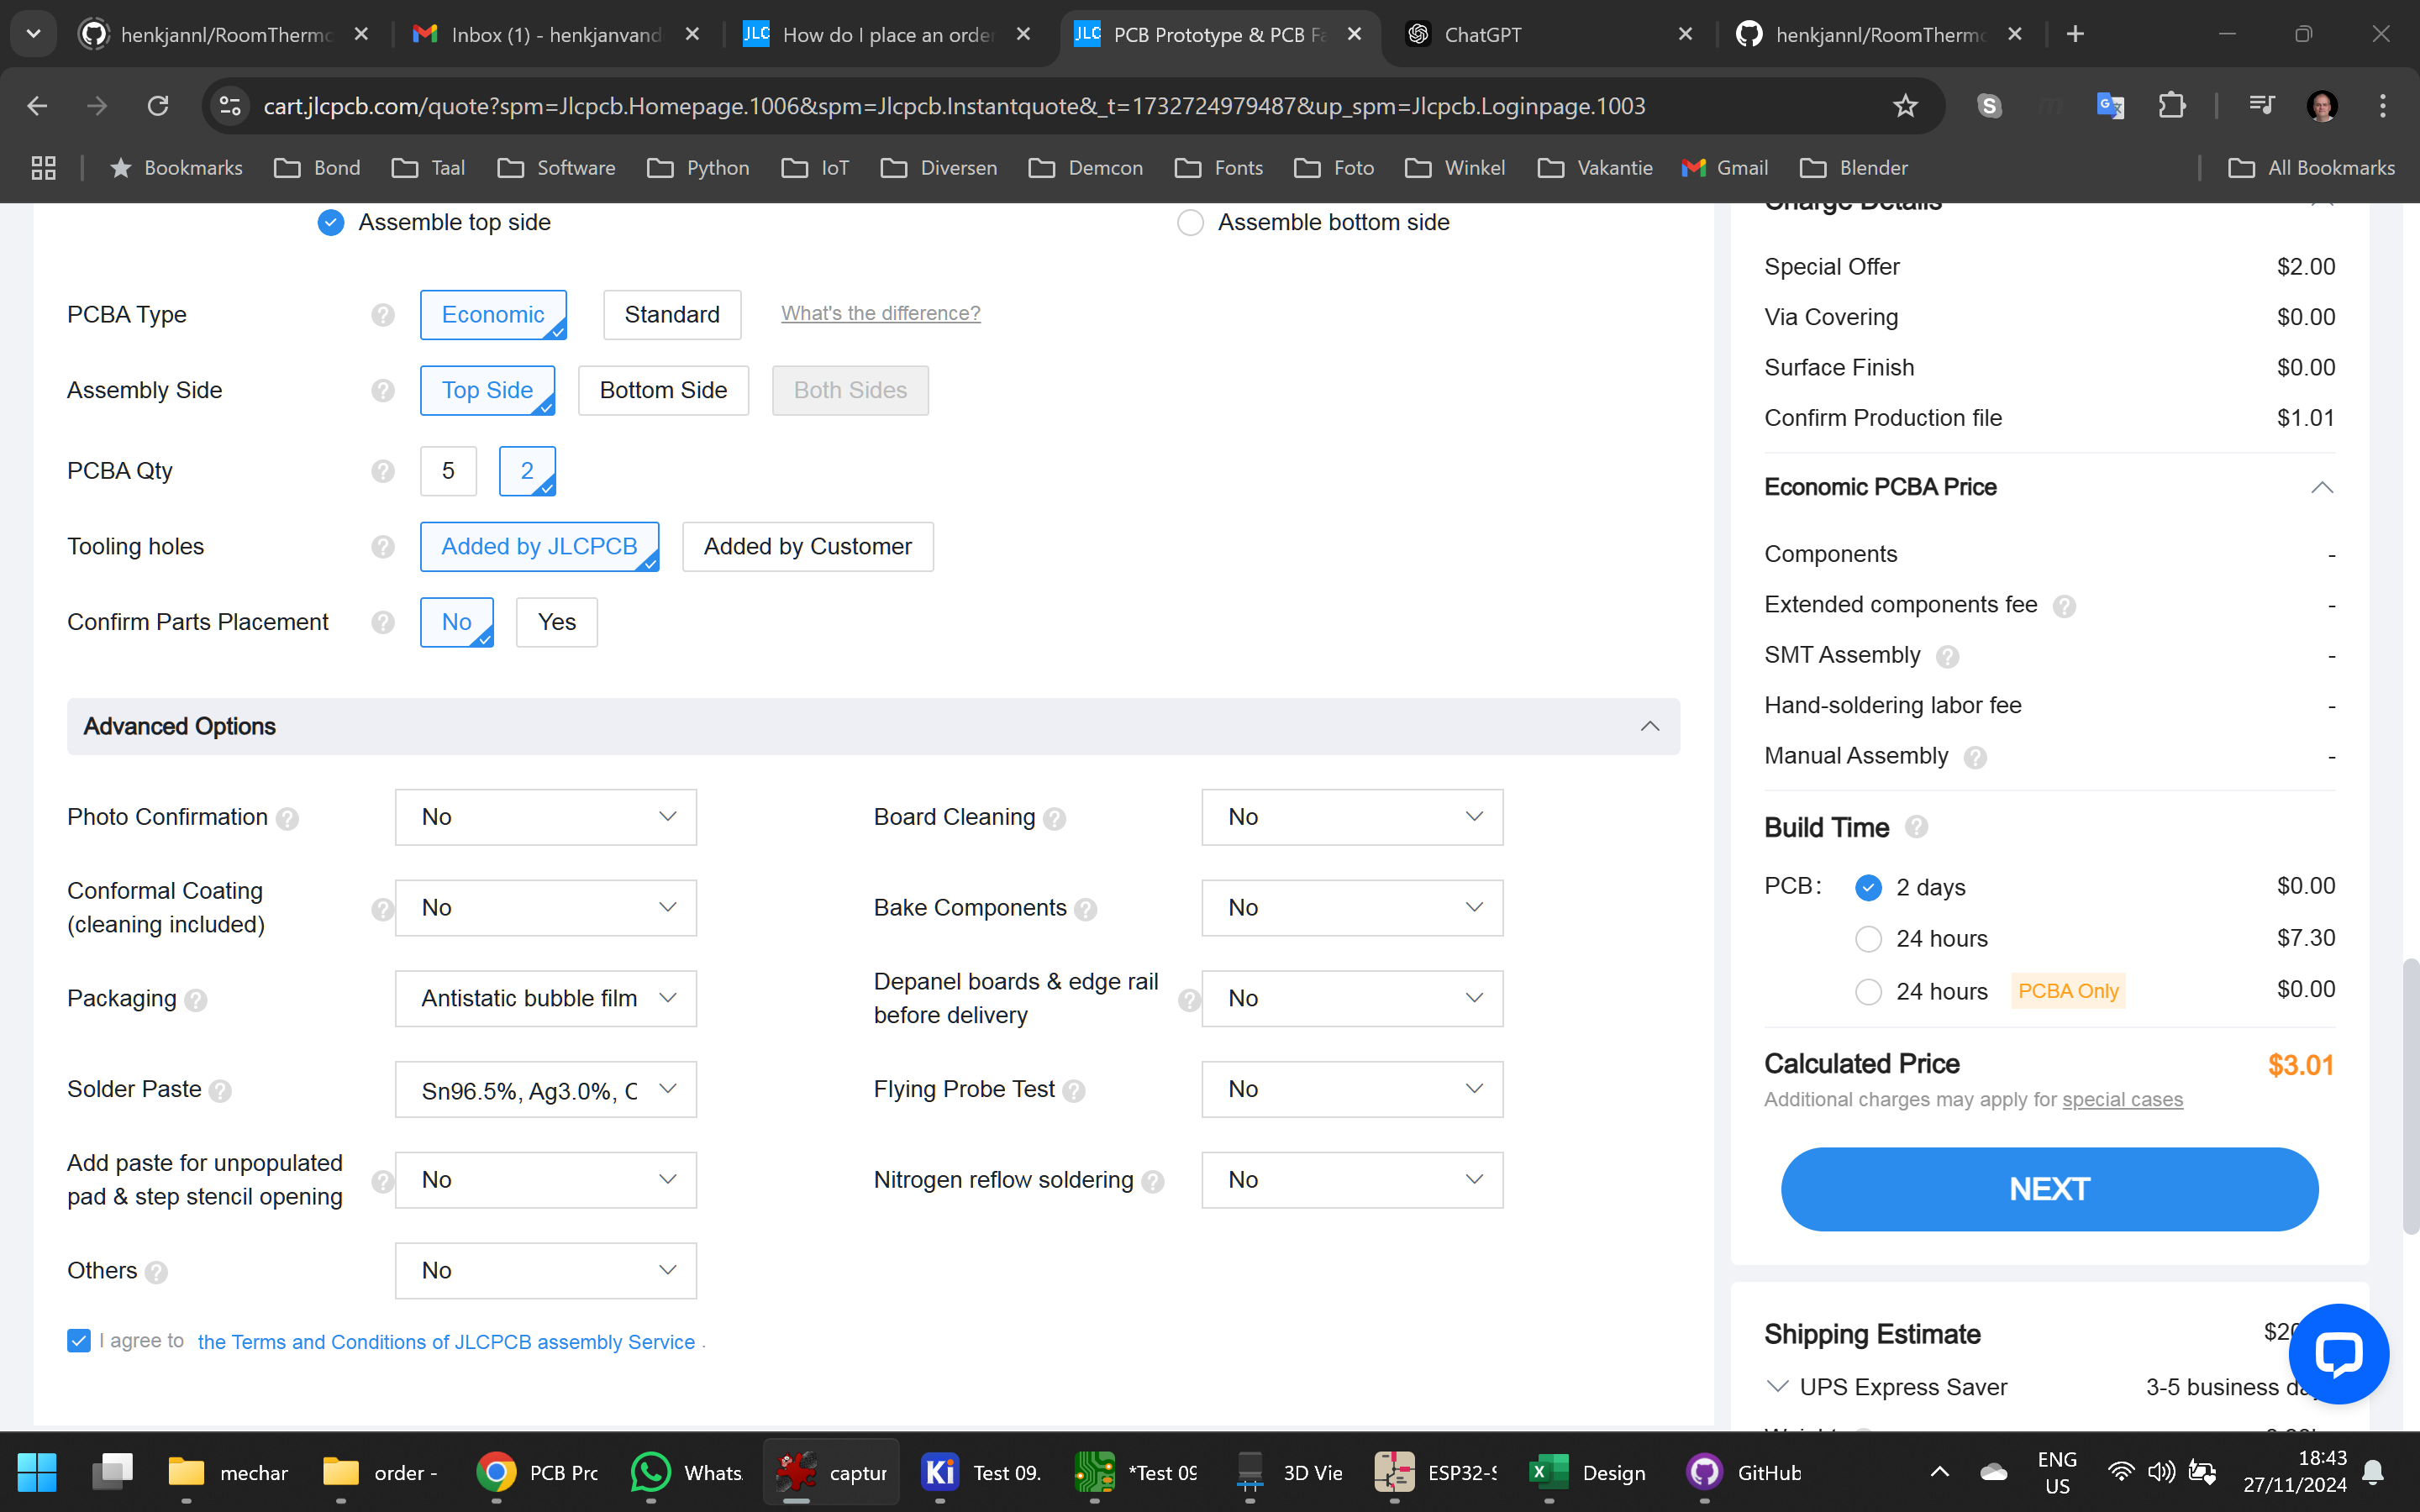 henkjannl/RoomThermo
Inbox (1) - henkjanvand
JLC
How do I place an order
JLC
PCB Prototype & PCB Fa
ChatGPT
henkjannl/RoomThermo
cart.jlcpcb.com/quote?spm=Jlcpcb.Homepage.1006&spm=Jlcpcb.Instantquote&_t=1732724979487&up_spm=Jlcpcb.Loginpage.1003
Bookmarks
Bond
Taal
Software
Python
IoT
Diversen
Demcon
Fonts
Foto
Winkel
Vakantie
Gmail
Blender
All Bookmarks
Assemble top side
Assemble bottom side
PCBA Type
Economic
Standard
What's the difference?
Assembly Side
Top Side
Bottom Side
Both Sides
PCBA Qty
5
2
Tooling holes
Added by JLCPCB
Added by Customer
Confirm Parts Placement
No
Yes
Advanced Options
Photo Confirmation
No
Board Cleaning
No
Conformal Coating
(cleaning included)
No
Bake Components
No
Packaging
Antistatic bubble film
Depanel boards & edge rail
before delivery
No
Solder Paste
Sn96.5%, Ag3.0%, C
Flying Probe Test
No
Add paste for unpopulated
pad & step stencil opening
No
Nitrogen reflow soldering
No
Others
No
I agree to the Terms and Conditions of JLCPCB assembly Service .
Charge Details
Special Offer
$2.00
Via Covering
$0.00
Surface Finish
$0.00
Confirm Production file
$1.01
Economic PCBA Price
Components
-
Extended components fee
-
SMT Assembly
-
Hand-soldering labor fee
-
Manual Assembly
-
Build Time
PCB:
2 days
$0.00
24 hours
$7.30
24 hours
PCBA Only
$0.00
Calculated Price
$3.01
Additional charges may apply for special cases
NEXT
Shipping Estimate
UPS Express Saver
3-5 business
mechar
order -
PCB Prc
Whats.
captur
Test 09.
*Test 09
3D Vie
ESP32-S
Design
GitHub
ENG
US
18:43
27/11/2024